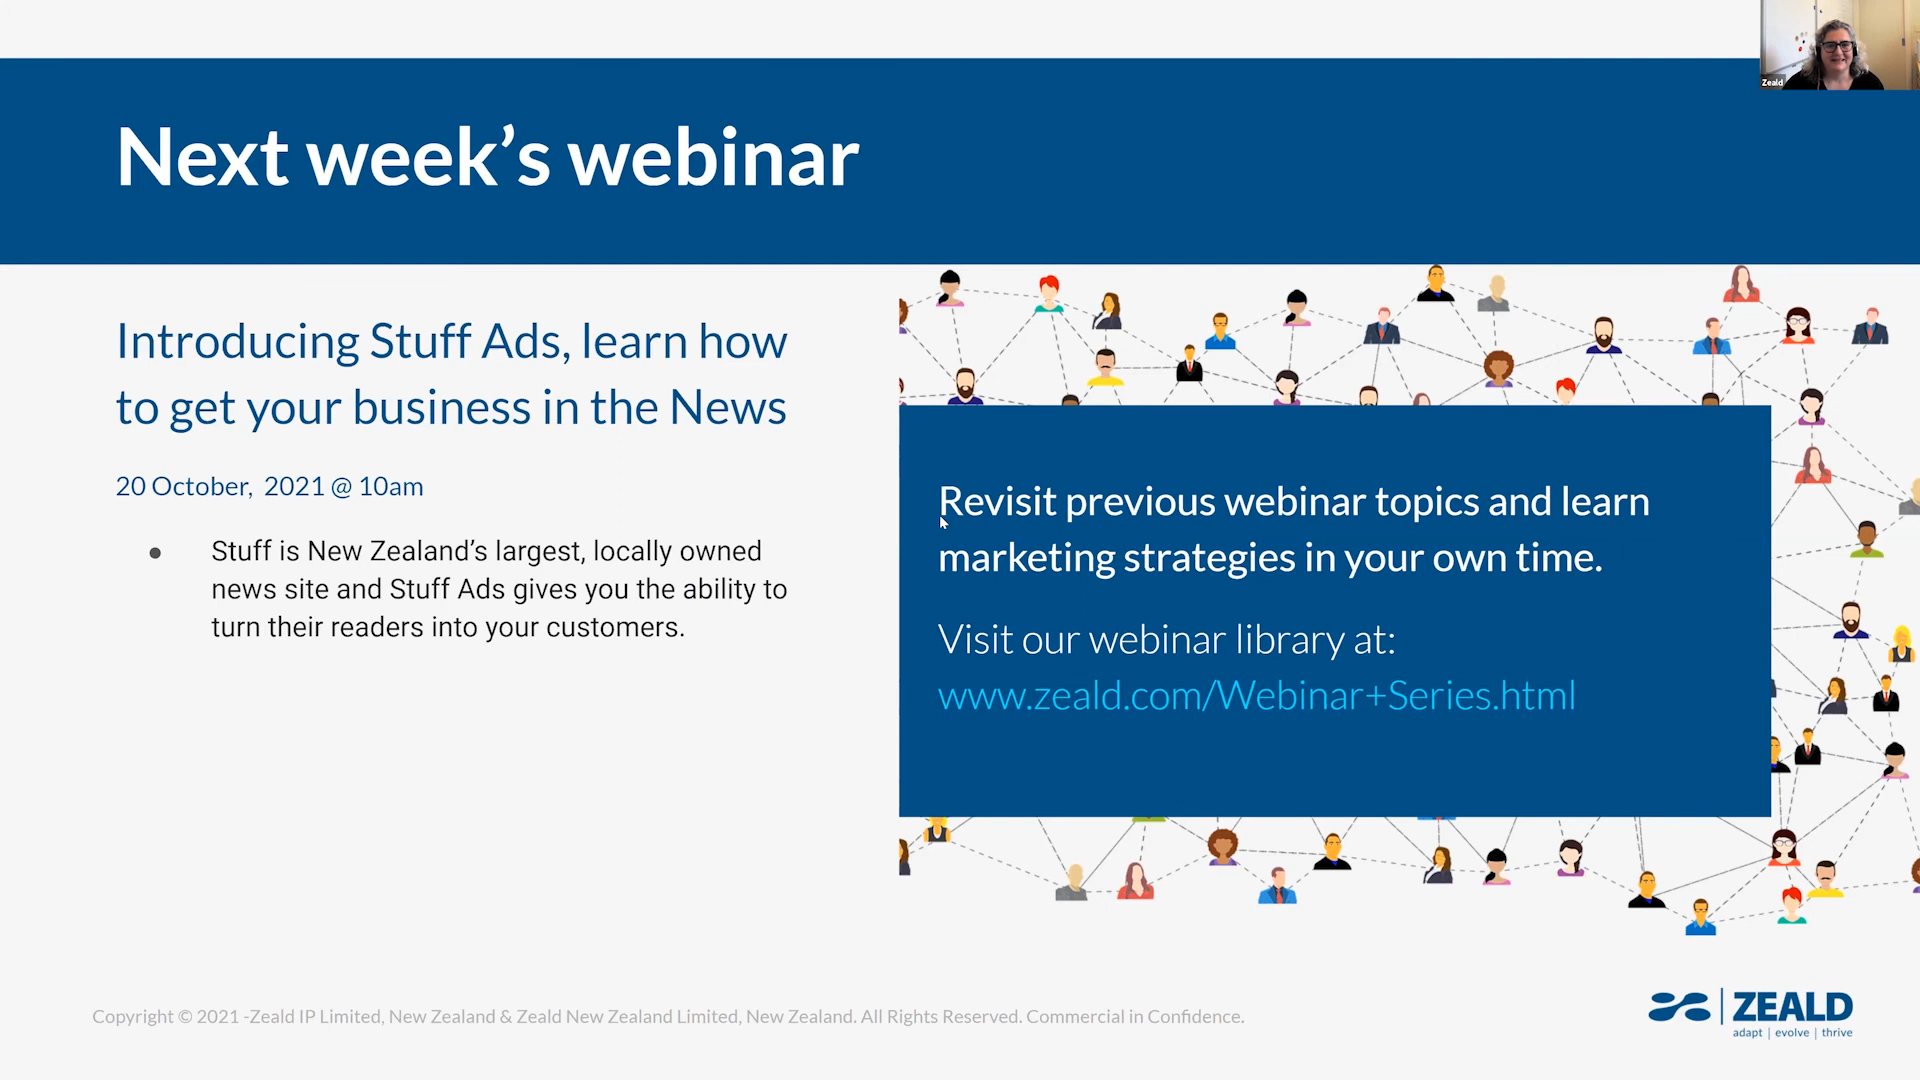 Zeald
Next week's webinar
Introducing Stuff Ads, learn how
to get your business in the News
20 October, 2021 @ 10am
● Stuff is New Zealand's largest, locally owned
news site and Stuff Ads gives you the ability to
turn their readers into your customers.
Revisit previous webinar topics and learn
marketing strategies in your own time.
Visit our webinar library at:
www.zeald.com/Webinar+Series.html
Copyright © 2021 -Zeald IP Limited, New Zealand & Zeald New Zealand Limited, New Zealand. All Rights Reserved. Commercial in Confidence.
ZEALD
adapt | evolve | thrive